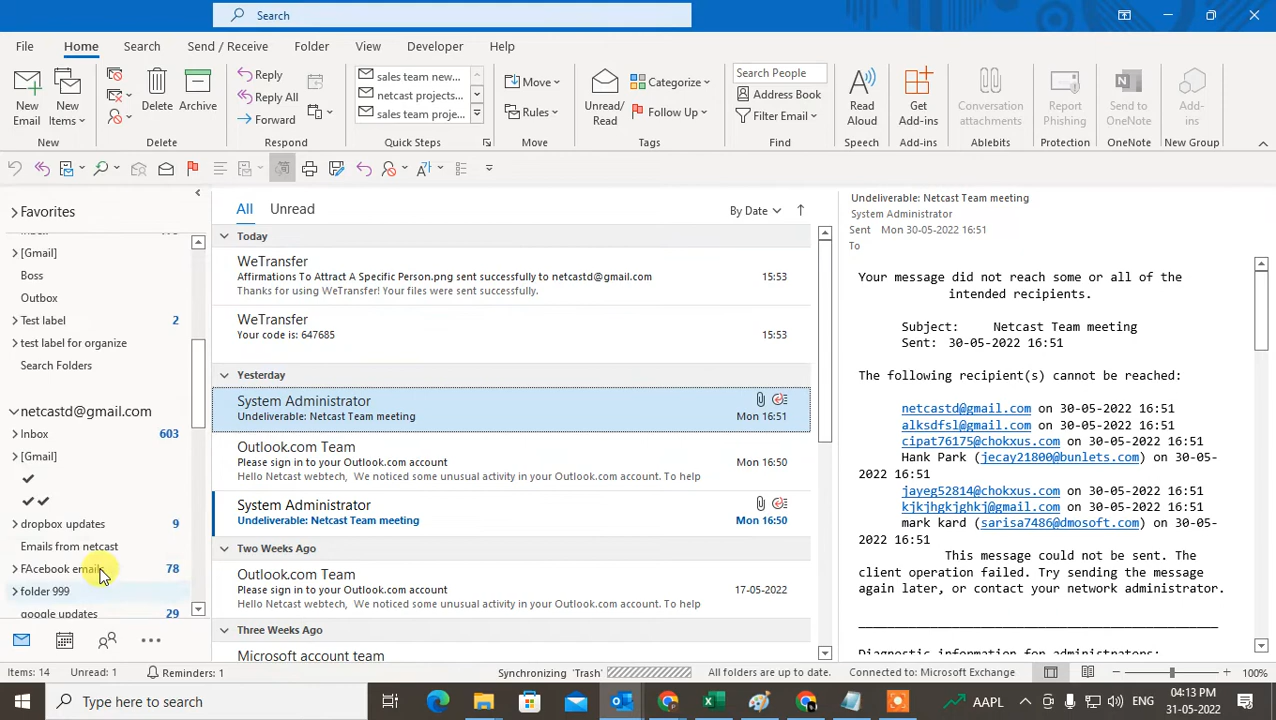 Search
File Home Search Send / Receive Folder View Developer Review Help
New Email
New Items
Delete
Archive
Reply
Reply All
Forward
sales team new...
netcast projects...
sales team proje...
Move
Rules
Unread/ Read
Categorize
Follow Up
Search People
Address Book
Filter Email
Read Aloud
Get Add-ins
Conversation attachments
Report Phishing
Send to OneNote
Add-ins
New Delete Respond Quick Steps Move Tags Find Speech Add-ins Ablebits Protection OneNote New Group
Favorites
[Gmail]
Boss
Outbox
Test label 2
test label for organize
Search Folders
netcastd@gmail.com
Inbox 603
[Gmail]
dropbox updates 9
Emails from netcast
FAcebook emails 78
folder 999
google updates 29
All Unread By Date
Today
WeTransfer
Affirmations To Attract A Specific Person.png sent successfully to netcastd@gmail.com 15:53
Thanks for using WeTransfer! Your files were sent successfully.
WeTransfer
Your code is: 647685 15:53
Yesterday
System Administrator
Undeliverable: Netcast Team meeting Mon 16:51
Outlook.com Team
Please sign in to your Outlook.com account Mon 16:50
Hello Netcast webtech, We noticed some unusual activity in your Outlook.com account. To help
System Administrator
Undeliverable: Netcast Team meeting Mon 16:50
Two Weeks Ago
Outlook.com Team
Please sign in to your Outlook.com account 17-05-2022
Hello Netcast webtech, We noticed some unusual activity in your Outlook.com account. To help
Three Weeks Ago
Microsoft account team
Undeliverable: Netcast Team meeting
System Administrator
Sent Mon 30-05-2022 16:51
To
Your message did not reach some or all of the
intended recipients.
Subject: Netcast Team meeting
Sent: 30-05-2022 16:51
The following recipient(s) cannot be reached:
netcastd@gmail.com on 30-05-2022 16:51
alksdfsl@gmail.com on 30-05-2022 16:51
cipat76175@chokxus.com on 30-05-2022 16:51
Hank Park (jecay21800@bunlets.com) on 30-05-
2022 16:51
jayeg52814@chokxus.com on 30-05-2022 16:51
kjkjhgkjghkj@gmail.com on 30-05-2022 16:51
mark kard (sarisa7486@dmosoft.com) on 30-05-
2022 16:51
This message could not be sent. The
client operation failed. Try sending the message
again later, or contact your network administrator.
Diagnostic information for administrators:
Items: 14 Unread: 1 Reminders: 1 Synchronizing 'Trash' All folders are up to date. Connected to: Microsoft Exchange 100%
Type here to search
AAPL
ENG
04:13 PM
31-05-2022